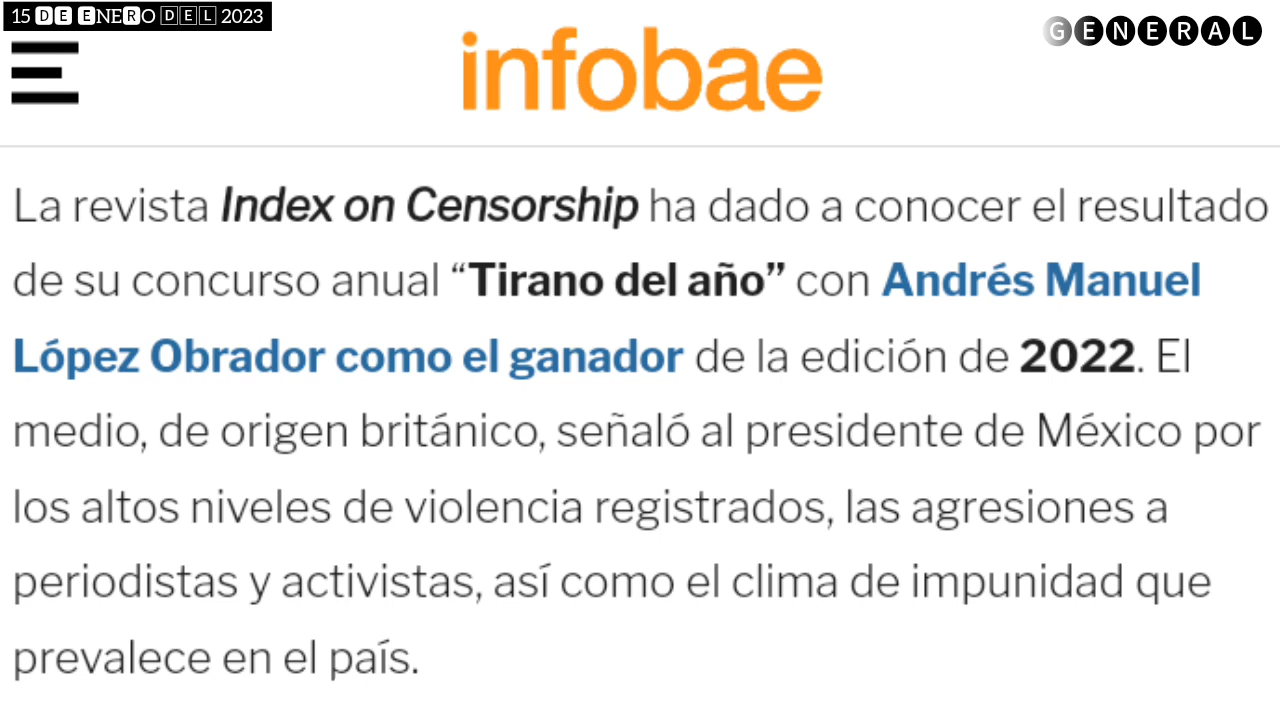 15 DE ENERO DEL 2023
GENERAL
infobae
La revista Index on Censorship ha dado a conocer el resultado
de su concurso anual “Tirano del año” con Andrés Manuel
López Obrador como el ganador de la edición de 2022. El
medio, de origen británico, señaló al presidente de México por
los altos niveles de violencia registrados, las agresiones a
periodistas y activistas, así como el clima de impunidad que
prevalece en el país.